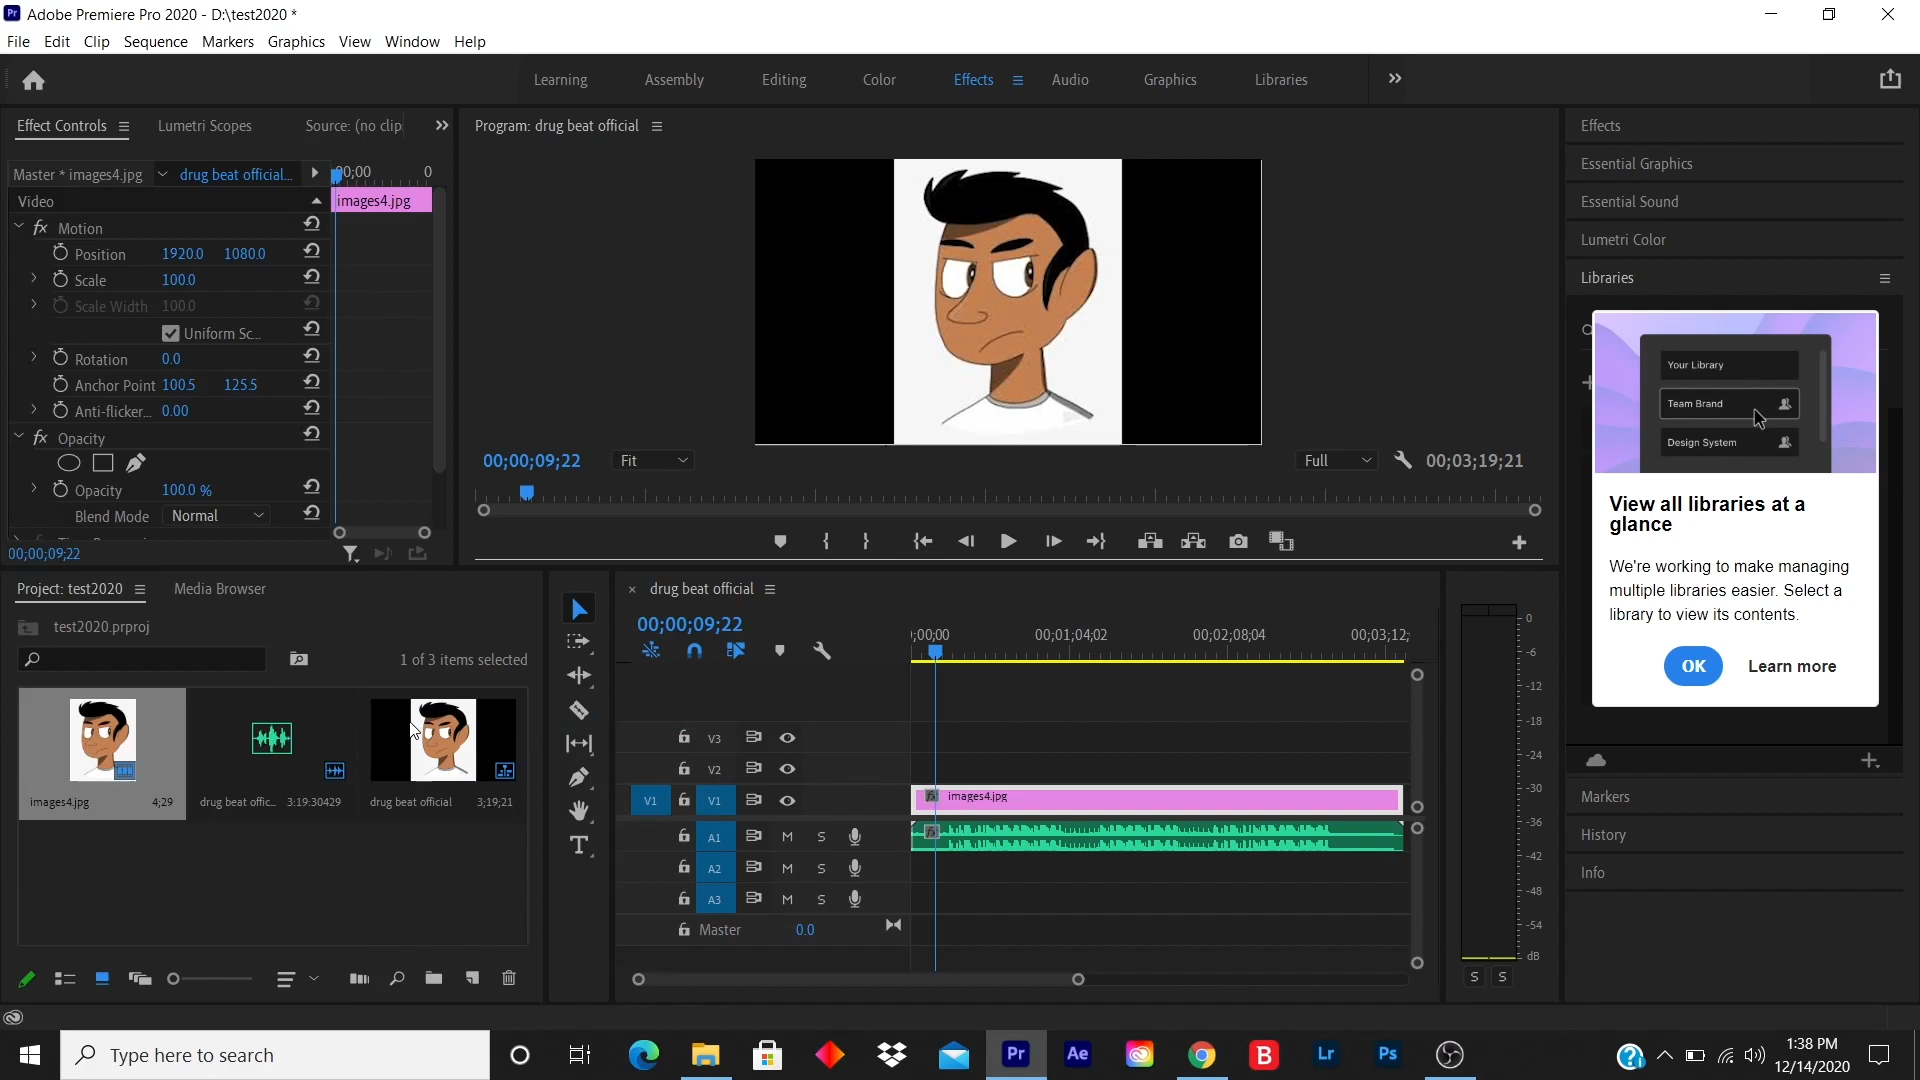 Pr Adobe Premiere Pro 2020 - D:\test2020 *
File Edit Clip Sequence Markers Graphics View Window Help
Learning Assembly Editing Color Effects Audio Graphics Libraries
Effect Controls Lumetri Scopes Source: (no clip
Master * images4.jpg drug beat official... 00;00 0
Video images4.jpg
fx Motion
Position 1920.0 1080.0
Scale 100.0
Scale Width 100.0
Uniform Sc...
Rotation 0.0
Anchor Point 100.5 125.5
Anti-flicker... 0.00
fx Opacity
Opacity 100.0 %
Blend Mode Normal
00;00;09;22
Program: drug beat official
00;00;09;22 Fit Full 00;03;19;21
Effects
Essential Graphics
Essential Sound
Lumetri Color
Libraries
Your Library
Team Brand
Design System
View all libraries at a
glance
We're working to make managing
multiple libraries easier. Select a
library to view its contents.
OK Learn more
Markers
History
Info
Project: test2020 Media Browser
test2020.prproj
1 of 3 items selected
images4.jpg 4;29 drug beat offic... 3:19:30429 drug beat official 3;19;21
drug beat official
00;00;09;22
;00;00 00;01;04;02 00;02;08;04 00;03;12;
V3
V2
V1 V1 fx images4.jpg
A1 M S fx
A2 M S
A3 M S
Master 0.0
0
-6
-12
-18
-24
-30
-36
-42
-48
-54
dB
S S
Type here to search Pr Ae B Lr Ps
1:38 PM
12/14/2020